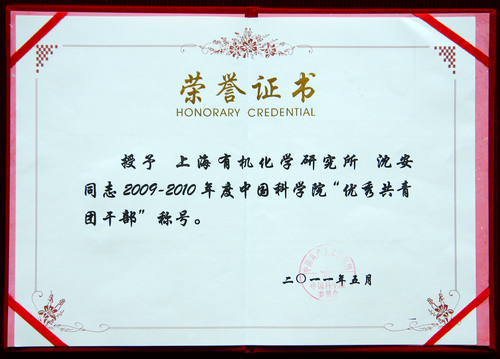 荣誉证书
HONORARY CREDENTIAL
授予 上海有机化学研究所 沈安
同志2009-2010年度中国科学院“优秀共青
团干部”称号。
二〇一一年五月